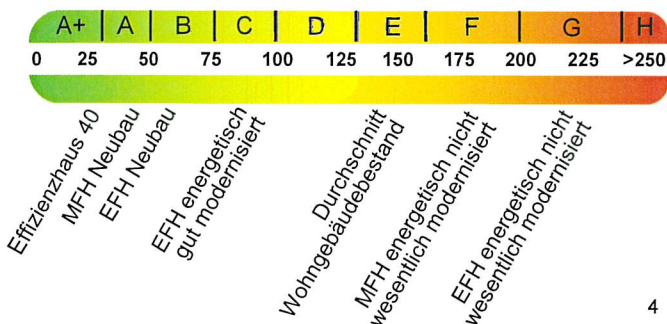 A+ A B C D E F G H
0 25 50 75 100 125 150 175 200 225 >250
Effizienzhaus 40
MFH Neubau
EFH Neubau
EFH energetisch
gut modernisiert
Durchschnitt
Wohngebäudebestand
MFH energetisch nicht
wesentlich modernisiert
EFH energetisch nicht
wesentlich modernisiert
4